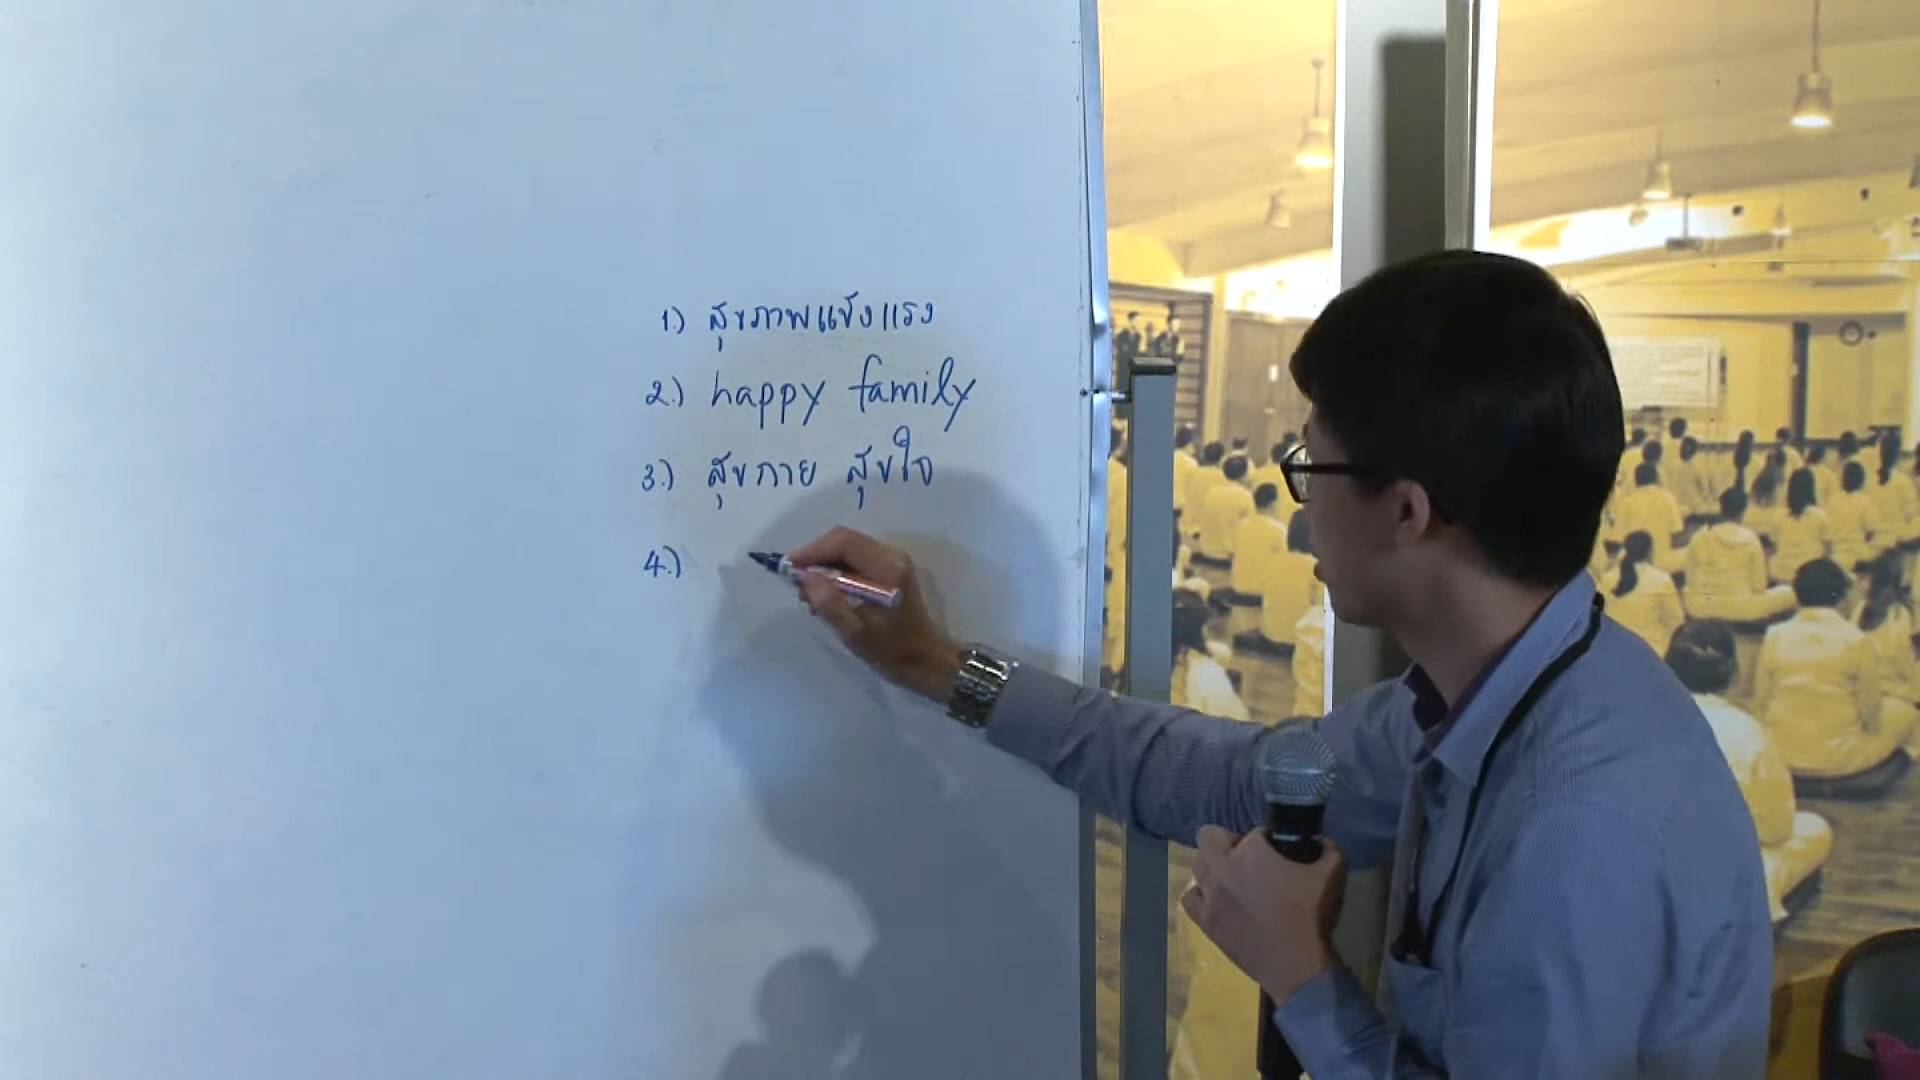 1.) สุขภาพแข็งแรง
2.) happy family
3.) สุขกาย สุขใจ
4.)